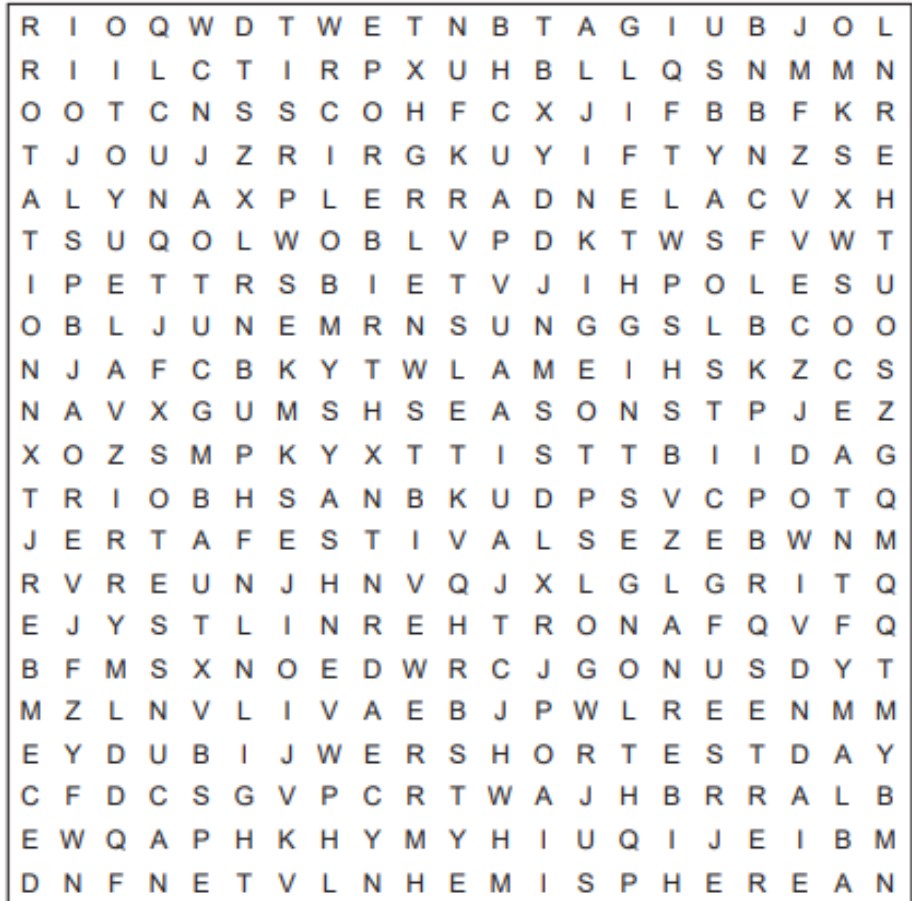 R I O Q W D T W E T N B T A G I U B J O L
R I I L C T I R P X U H B L L Q S N M M N
O O T C N S S C O H F C X J I F B B F K R
T J O U J Z R I R G K U Y I F T Y N Z S E
A L Y N A X P L E R R A D N E L A C V X H
T S U Q O L W O B L V P D K T W S F V W T
I P E T T R S B I E T V J I H P O L E S U
O B L J U N E M R N S U N G G S L B C O O
N J A F C B K Y T W L A M E I H S K Z C S
N A V X G U M S H S E A S O N S T P J E Z
X O Z S M P K Y X T T I S T T B I I D A G
T R I O B H S A N B K U D P S V C P O T Q
J E R T A F E S T I V A L S E Z E B W N M
R V R E U N J H N V Q J X L G L G R I T Q
E J Y S T L I N R E H T R O N A F Q V F Q
B F M S X N O E D W R C J G O N U S D Y T
M Z L N V L I V A E B J P W L R E E N M M
E Y D U B I J W E R S H O R T E S T D A Y
C F D C S G V P C R T W A J H B R R A L B
E W Q A P H K H Y M Y H I U Q I J E I B M
D N F N E T V L N H E M I S P H E R E A N